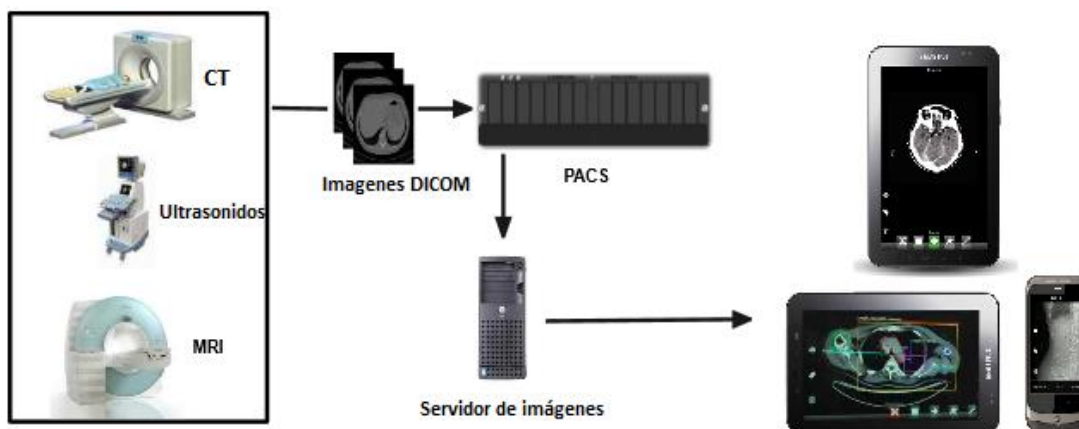 CT
Ultrasonidos
MRI
Imagenes DICOM
PACS
Servidor de imágenes